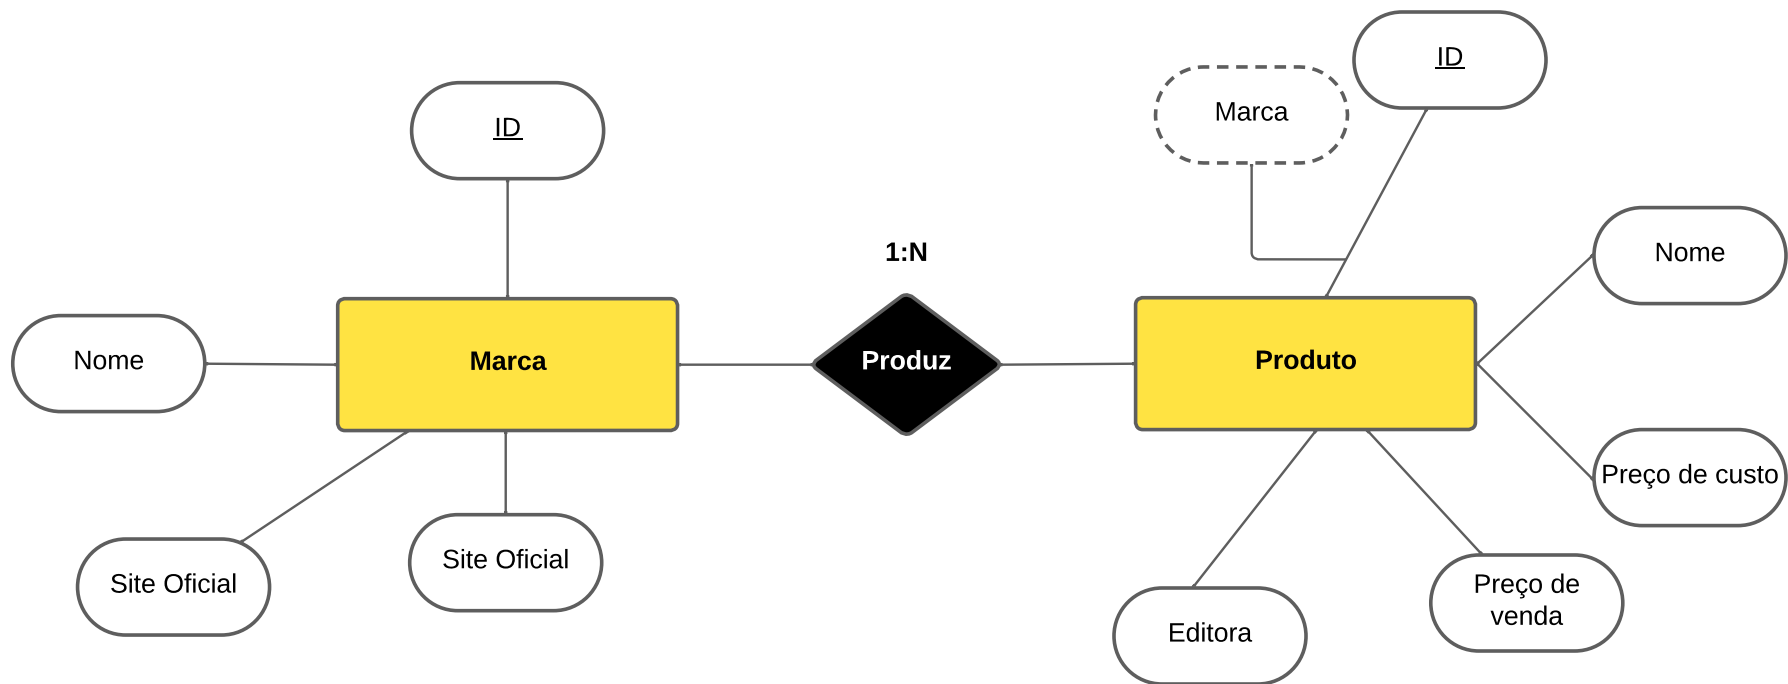 ID
Marca
ID
1:N
Nome
Nome
Marca
Produz
Produto
Preço de custo
Site Oficial
Site Oficial
Editora
Preço de
venda